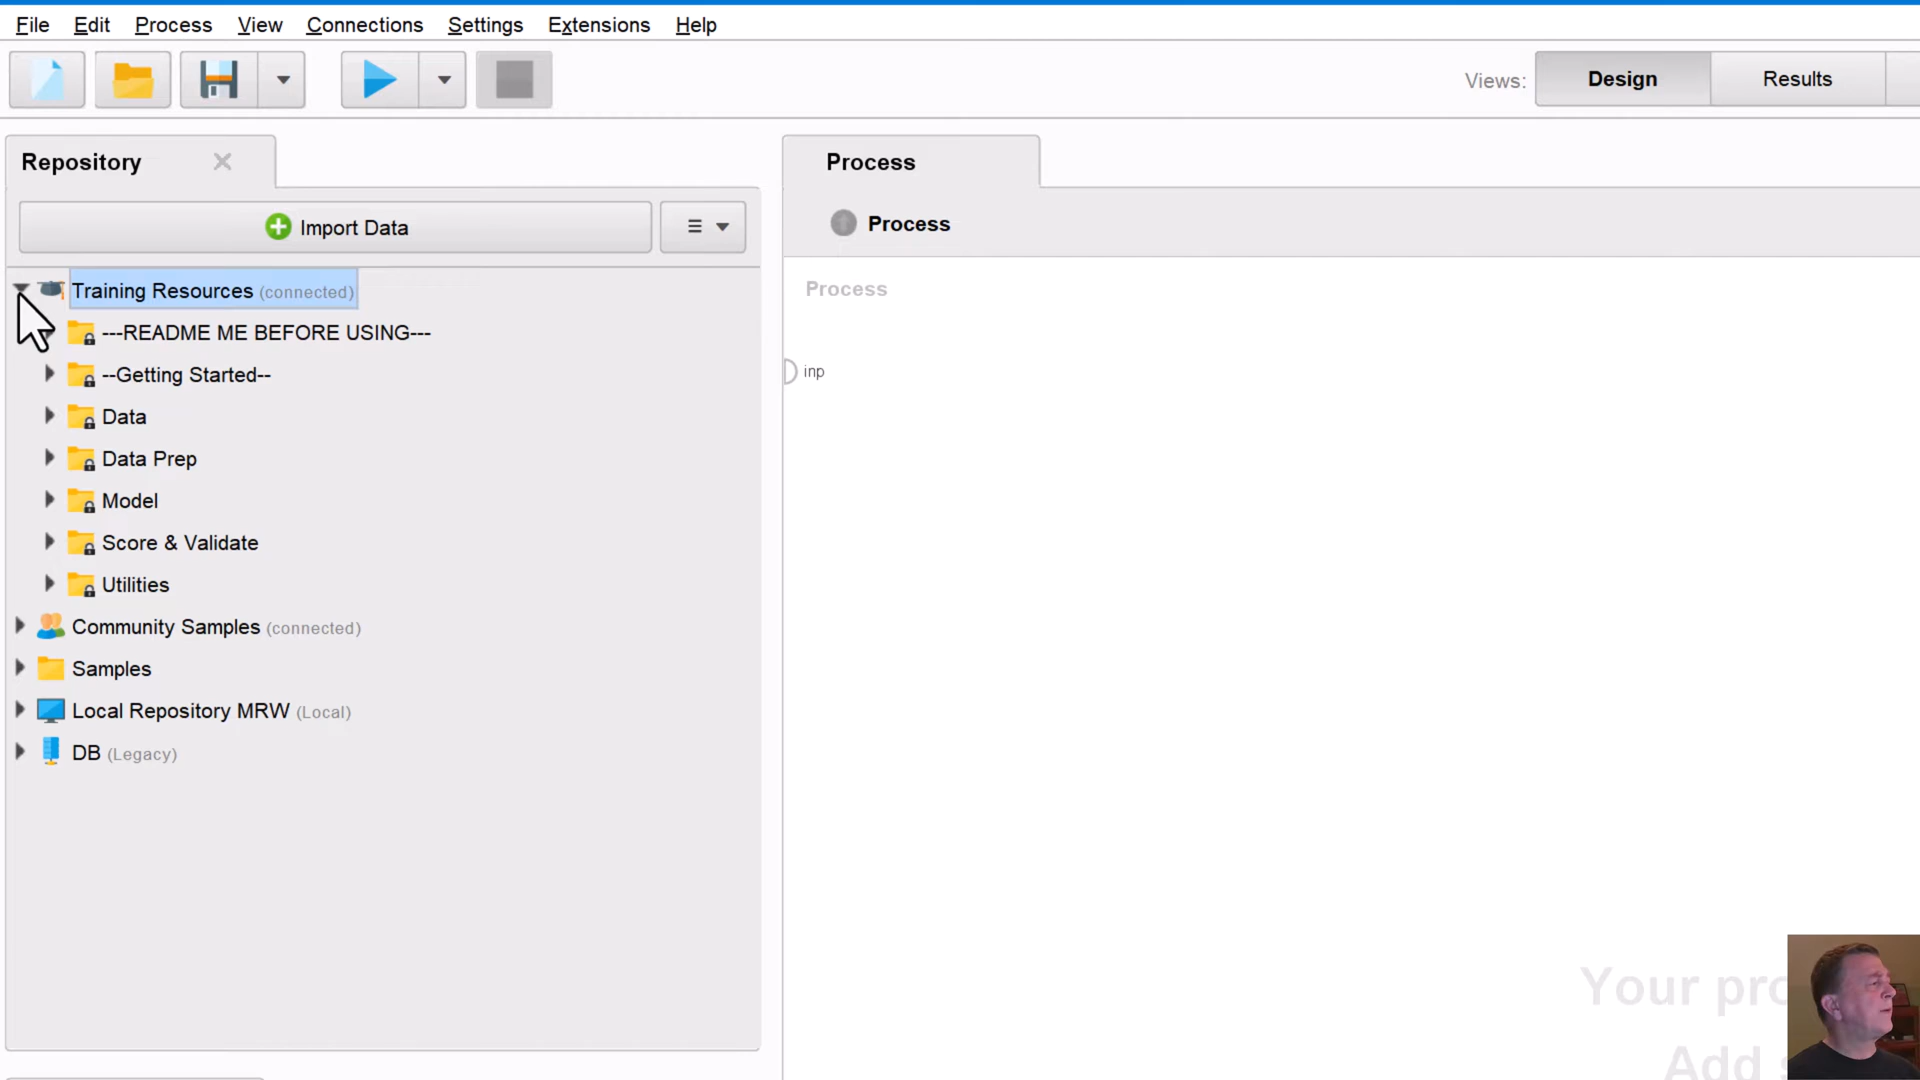 File Edit Process View Connections Settings Extensions Help
Views: Design Results
Repository
Process
Import Data
Process
Training Resources (connected)
Process
---README ME BEFORE USING---
inp
--Getting Started--
Data
Data Prep
Model
Score & Validate
Utilities
Community Samples (connected)
Samples
Local Repository MRW (Local)
DB (Legacy)
Your
Add